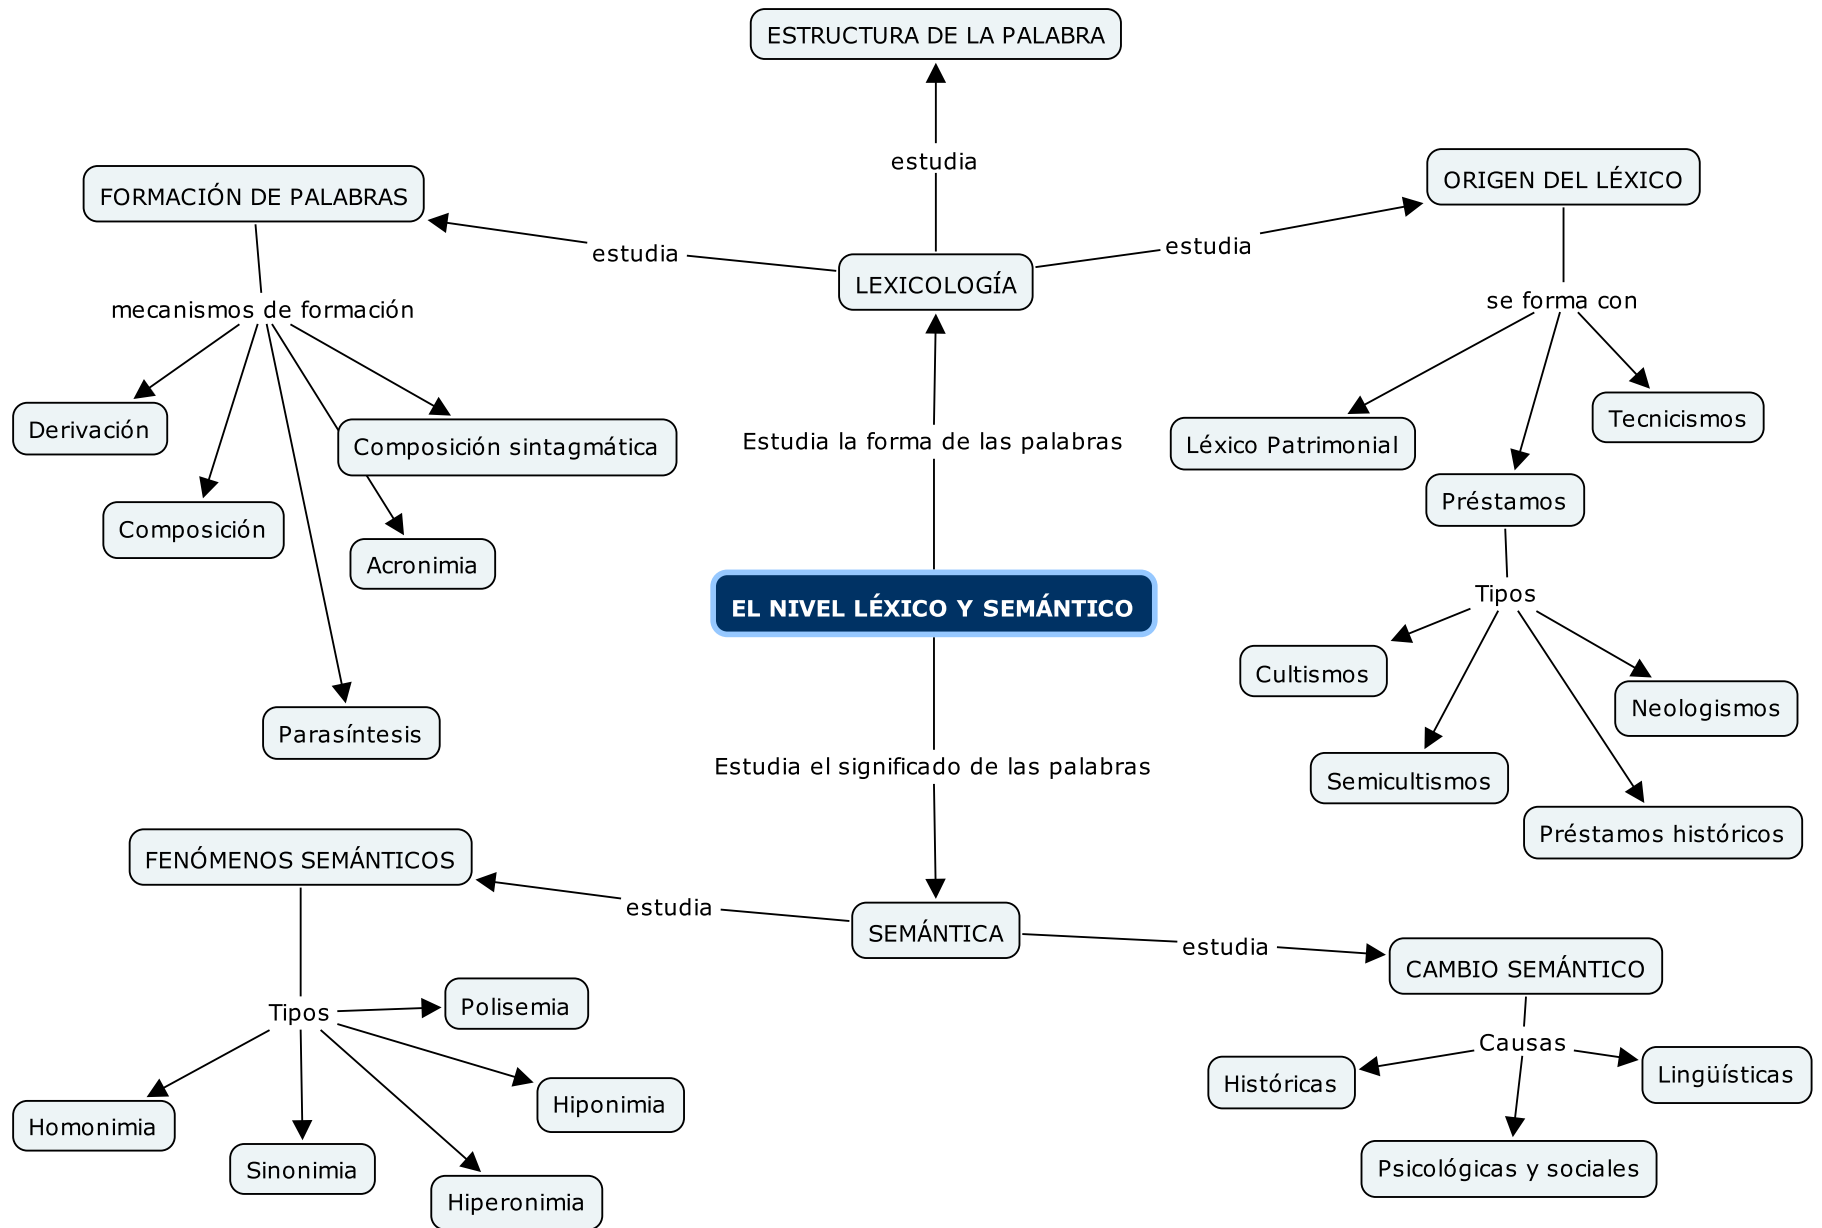 ESTRUCTURA DE LA PALABRA
estudia
FORMACIÓN DE PALABRAS
ORIGEN DEL LÉXICO
estudia
estudia
LEXICOLOGÍA
mecanismos de formación
se forma con
Derivación
Composición sintagmática
Composición
Acronimia
Parasíntesis
Estudia la forma de las palabras
Léxico Patrimonial
Tecnicismos
Préstamos
Tipos
Cultismos
Neologismos
Semicultismos
Préstamos históricos
EL NIVEL LÉXICO Y SEMÁNTICO
Estudia el significado de las palabras
FENÓMENOS SEMÁNTICOS
estudia
SEMÁNTICA
estudia
CAMBIO SEMÁNTICO
Tipos
Polisemia
Hiponimia
Homonimia
Sinonimia
Hiperonimia
Causas
Históricas
Lingüísticas
Psicológicas y sociales